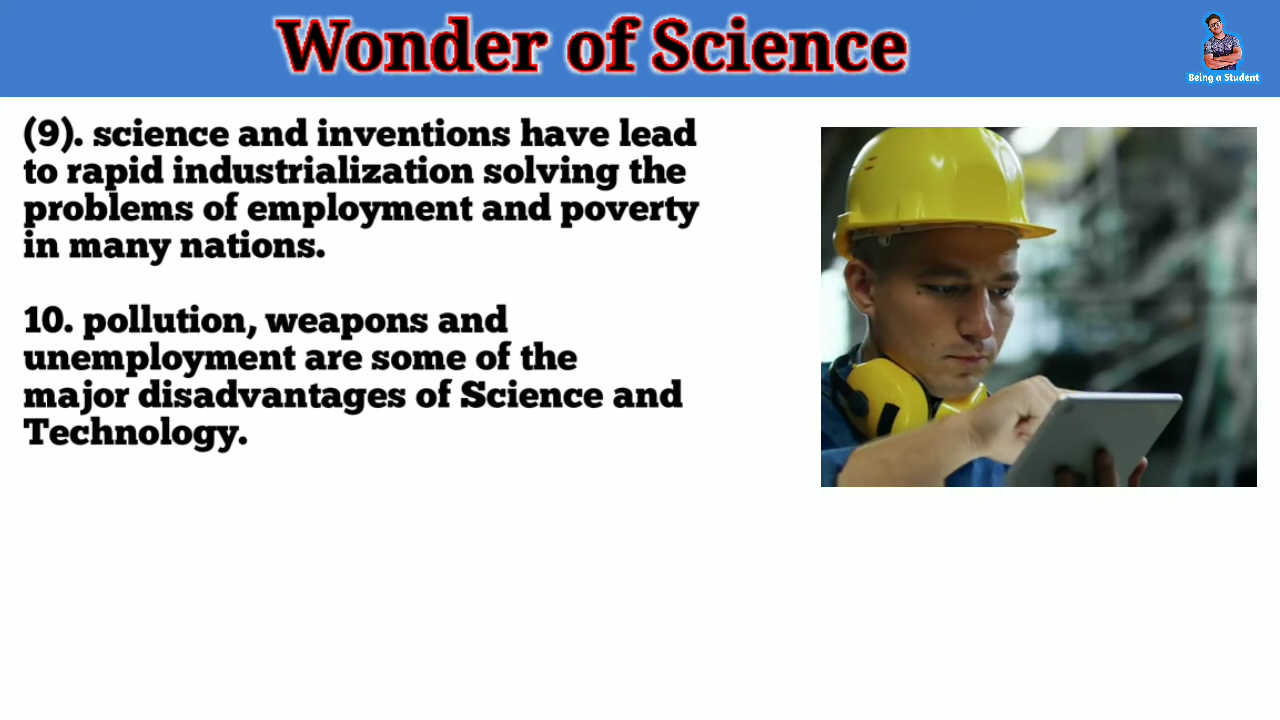 Wonder of Science
Being a Student
(9). science and inventions have lead
to rapid industrialization solving the
problems of employment and poverty
in many nations.
10. pollution, weapons and
unemployment are some of the
major disadvantages of Science and
Technology.